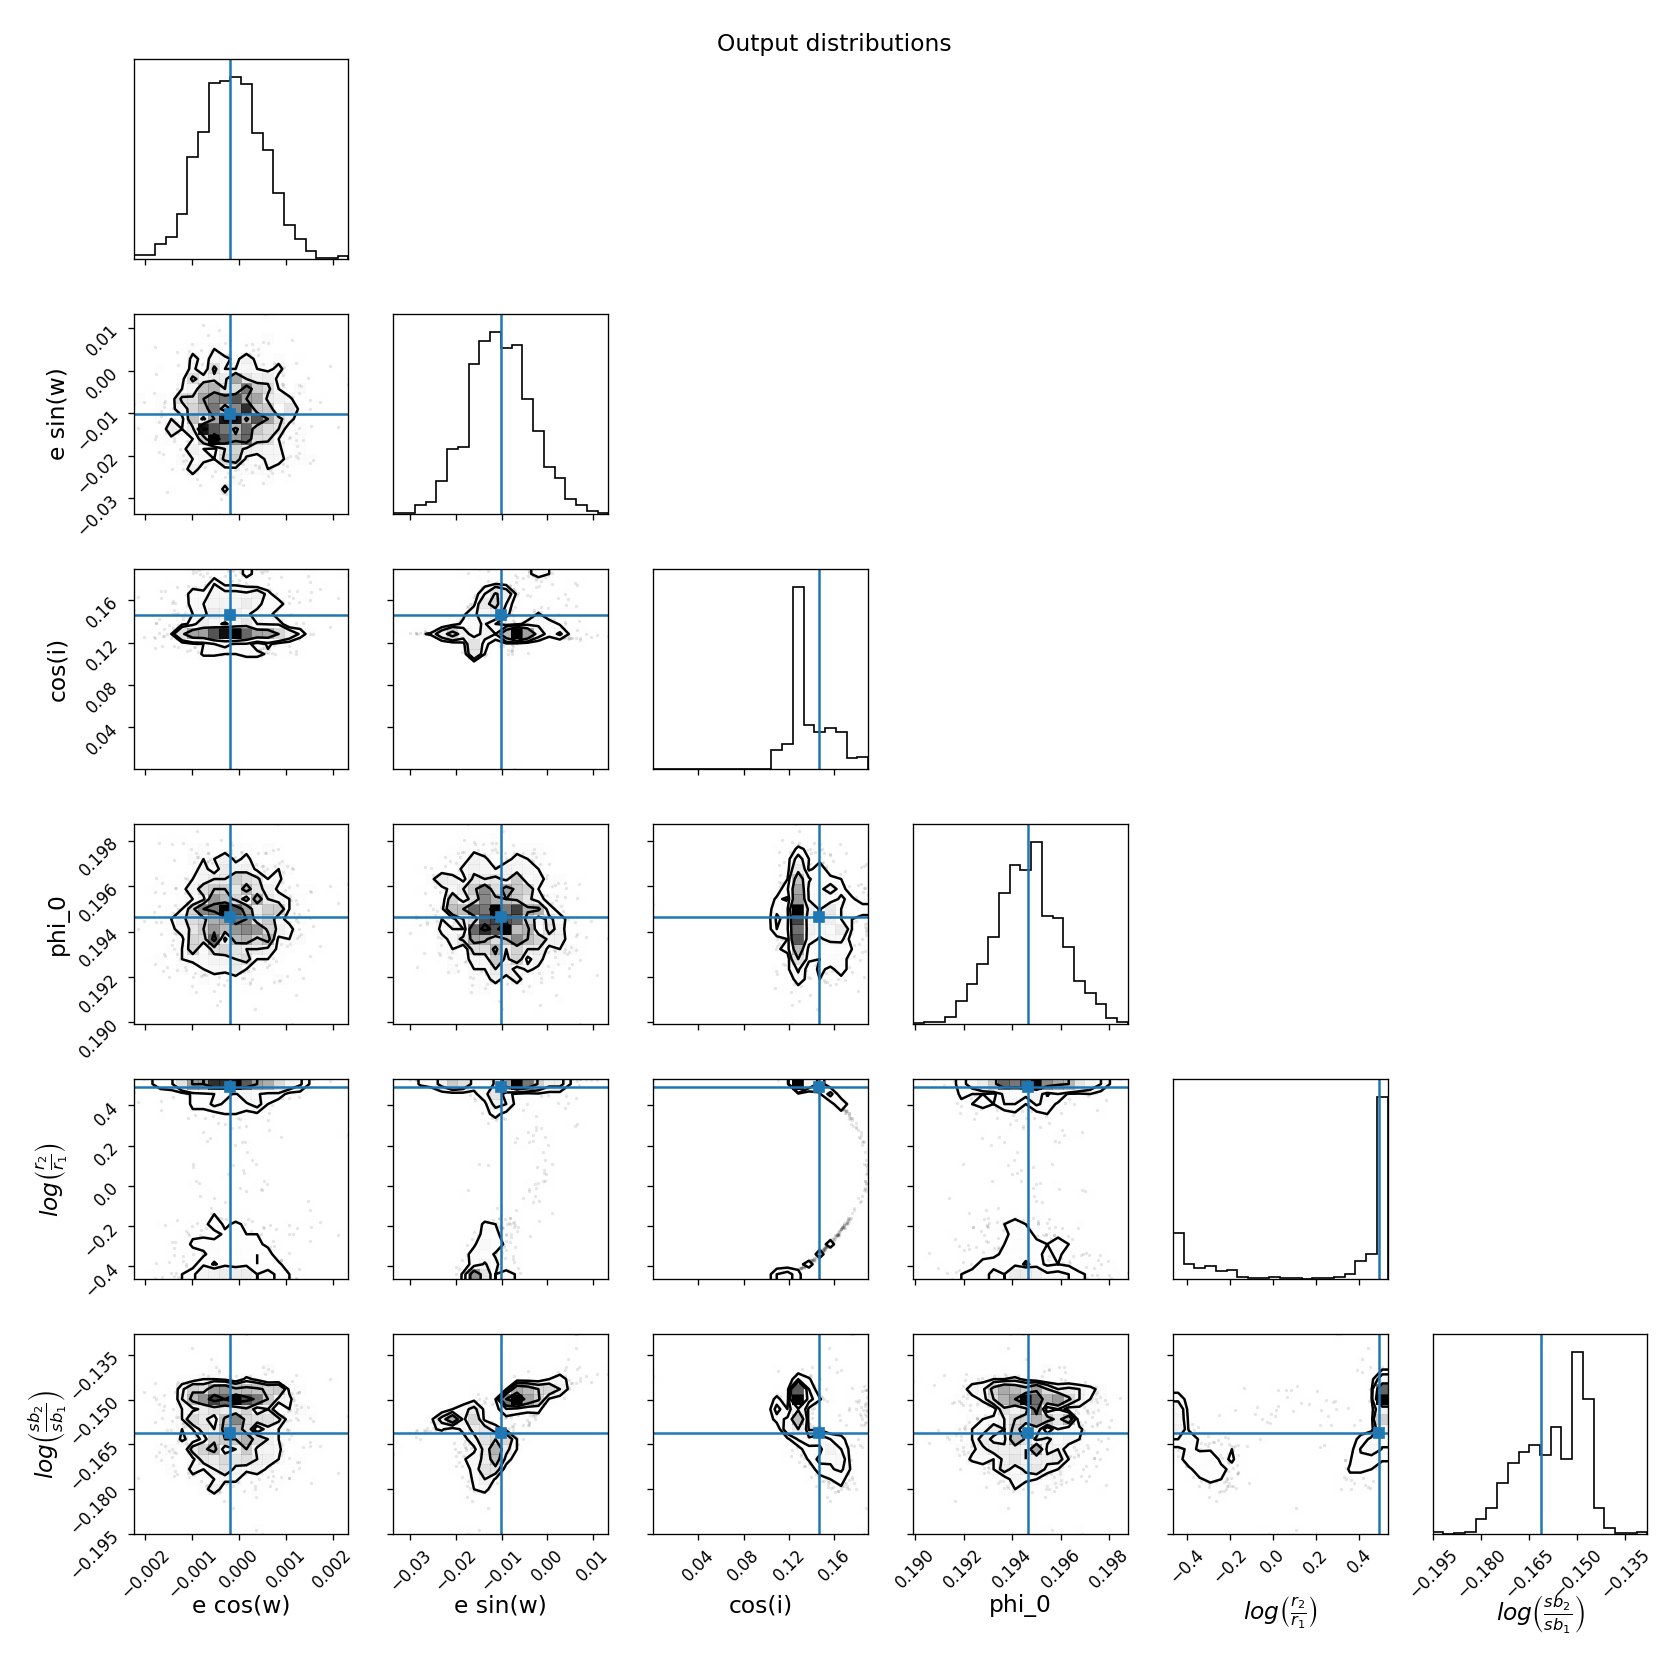 Output distributions
0.01
0.00
−0.01
−0.02
−0.03
e sin(w)
0.16
0.12
0.08
0.04
cos(i)
0.198
0.196
0.194
0.192
0.190
phi_0
0.4
0.2
0.0
−0.2
−0.4
log(r2/r1)
−0.135
−0.150
−0.165
−0.180
−0.195
log(sb2/sb1)
−0.002 −0.001 0.000 0.001 0.002
−0.03 −0.02 −0.01 0.00 0.01
0.04 0.08 0.12 0.16
0.190 0.192 0.194 0.196 0.198
−0.4 −0.2 0.0 0.2 0.4
−0.195 −0.180 −0.165 −0.150 −0.135
e cos(w) e sin(w) cos(i) phi_0 log(r2/r1) log(sb2/sb1)